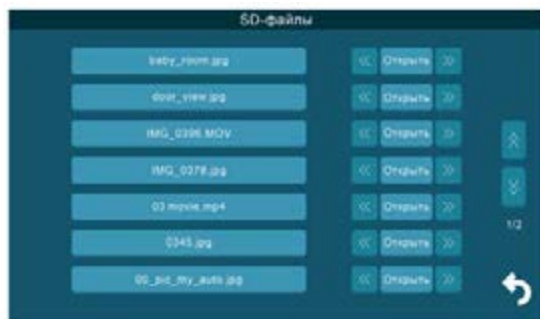 SD-файлы
baby_room.jpg << Открыть >>
door_view.jpg << Открыть >>
IMG_0396.MOV << Открыть >>
IMG_0378.jpg << Открыть >>
03 movie.mp4 << Открыть >>
0345.jpg << Открыть >>
00_pic_my_auto.jpg << Открыть >>
1/2